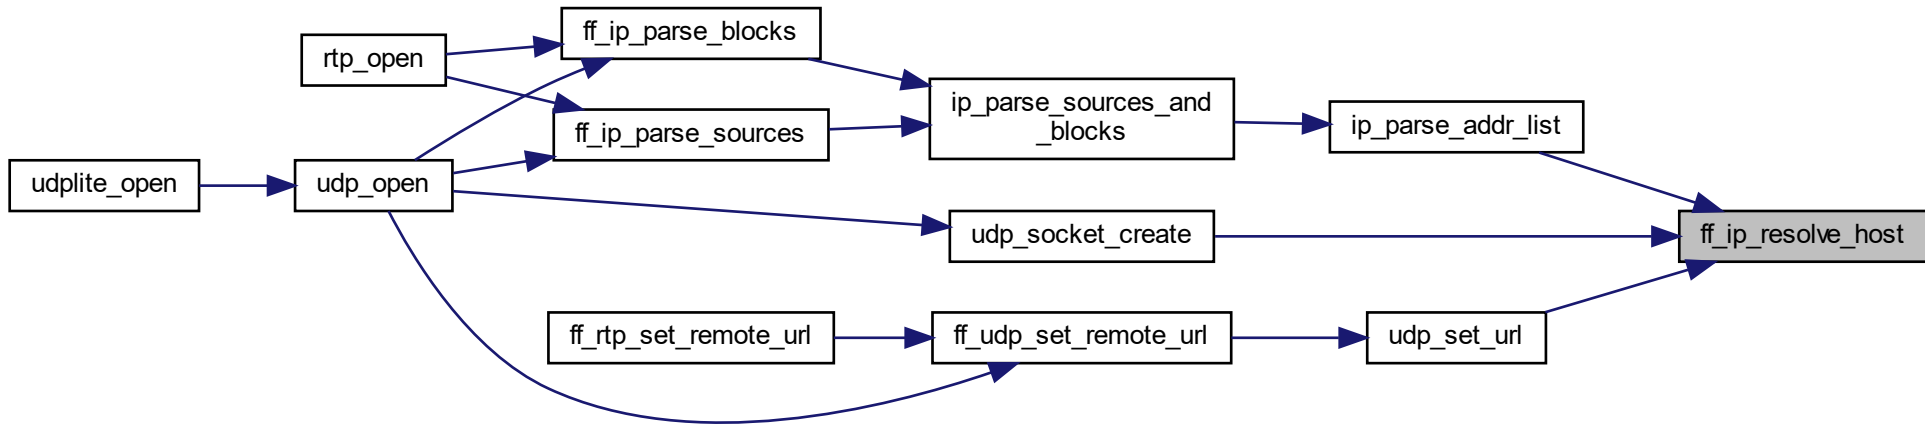 ff_ip_parse_blocks
rtp_open
ip_parse_sources_and
_blocks
ip_parse_addr_list
ff_ip_parse_sources
udplite_open
udp_open
udp_socket_create
ff_ip_resolve_host
ff_rtp_set_remote_url
ff_udp_set_remote_url
udp_set_url